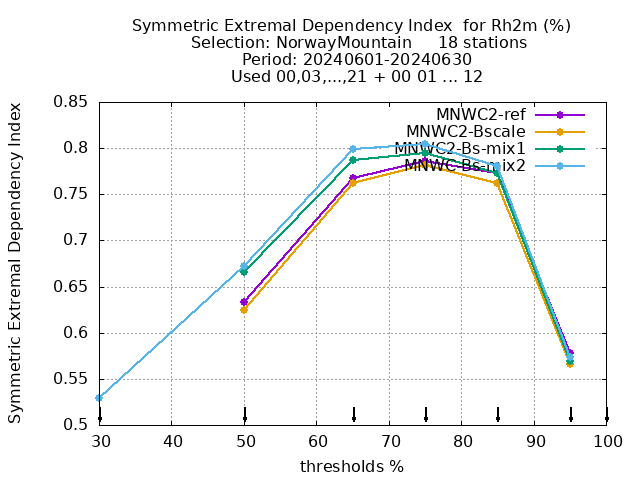 Symmetric Extremal Dependency Index  for Rh2m (%)
Selection: NorwayMountain     18 stations
Period: 20240601-20240630
Used 00,03,...,21 + 00 01 ... 12
Symmetric Extremal Dependency Index
0.85
0.8
0.75
0.7
0.65
0.6
0.55
0.5
MNWC2-ref
MNWC2-Bscale
MNWC2-Bs-mix1
MNWC2-Bs-mix2
30 40 50 60 70 80 90 100
thresholds %